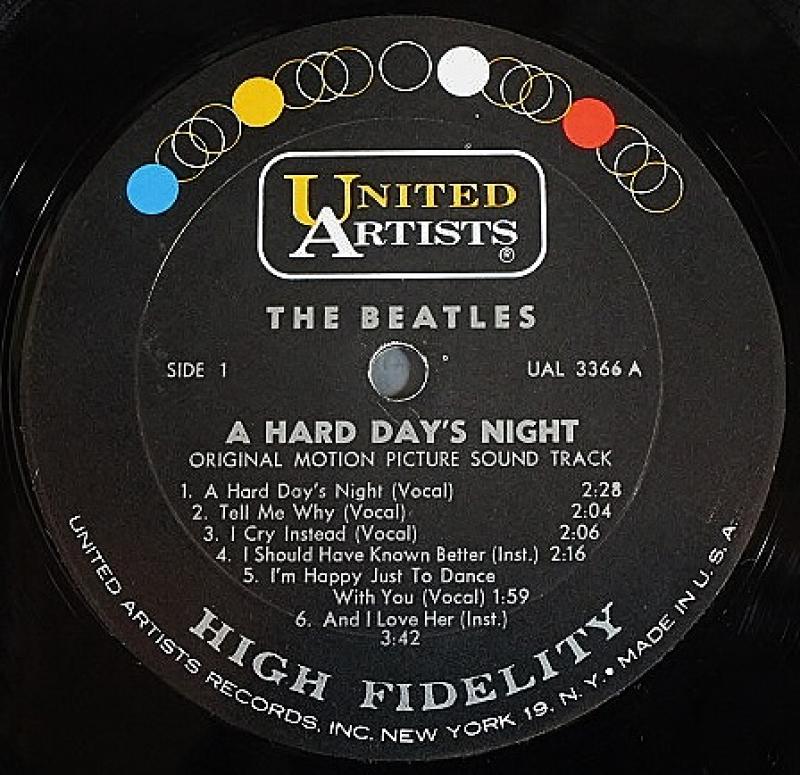 UNITED
ARTISTS®
THE BEATLES
SIDE 1
UAL 3366 A
A HARD DAY'S NIGHT
ORIGINAL MOTION PICTURE SOUND TRACK
1. A Hard Day's Night (Vocal) 2:28
2. Tell Me Why (Vocal) 2:04
3. I Cry Instead (Vocal) 2:06
4. I Should Have Known Better (Inst.) 2:16
5. I'm Happy Just To Dance
With You (Vocal) 1:59
6. And I Love Her (Inst.)
3:42
HIGH FIDELITY
UNITED ARTISTS RECORDS, INC. NEW YORK 19, N. Y. • MADE IN U. S. A.